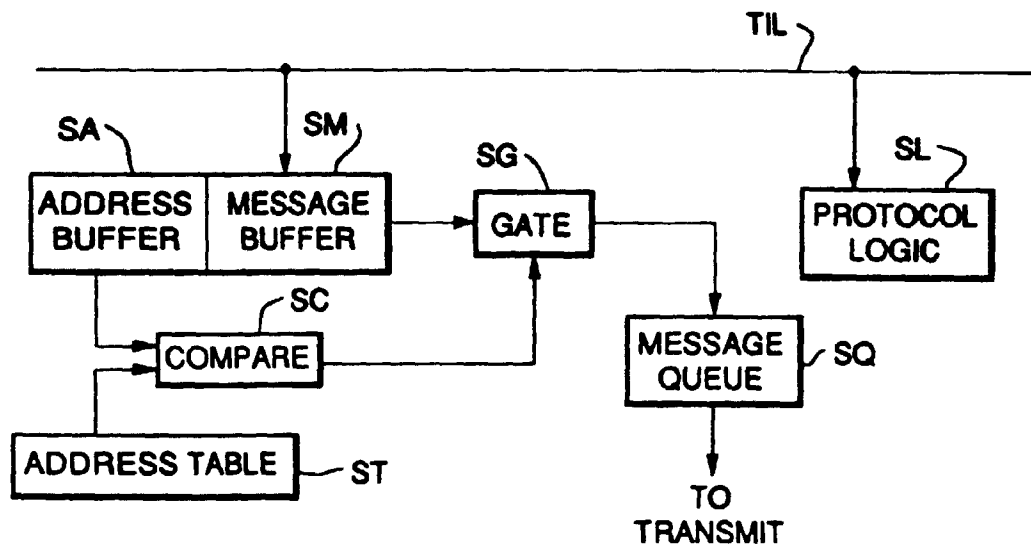 TIL
SA
SM
SG
SL
ADDRESS
BUFFER
MESSAGE
BUFFER
GATE
PROTOCOL
LOGIC
SC
COMPARE
MESSAGE
QUEUE
SQ
ADDRESS TABLE
ST
TO
TRANSMIT